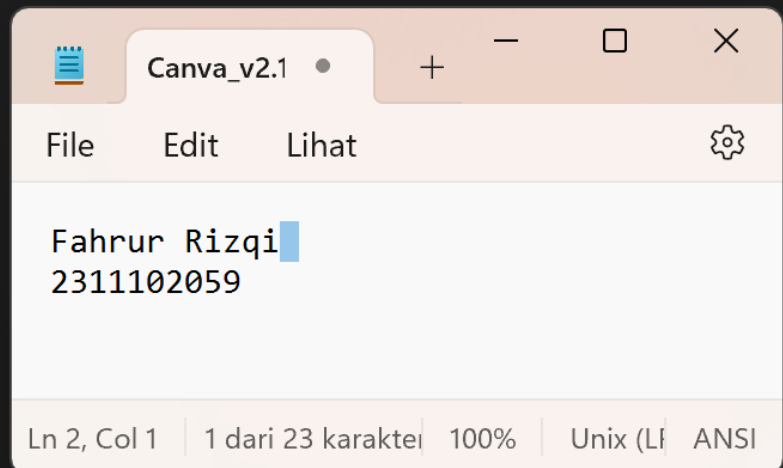 Canva_v2.1
File Edit Lihat
Fahrur Rizqi
2311102059
Ln 2, Col 1 1 dari 23 karakter 100% Unix (LF ANSI